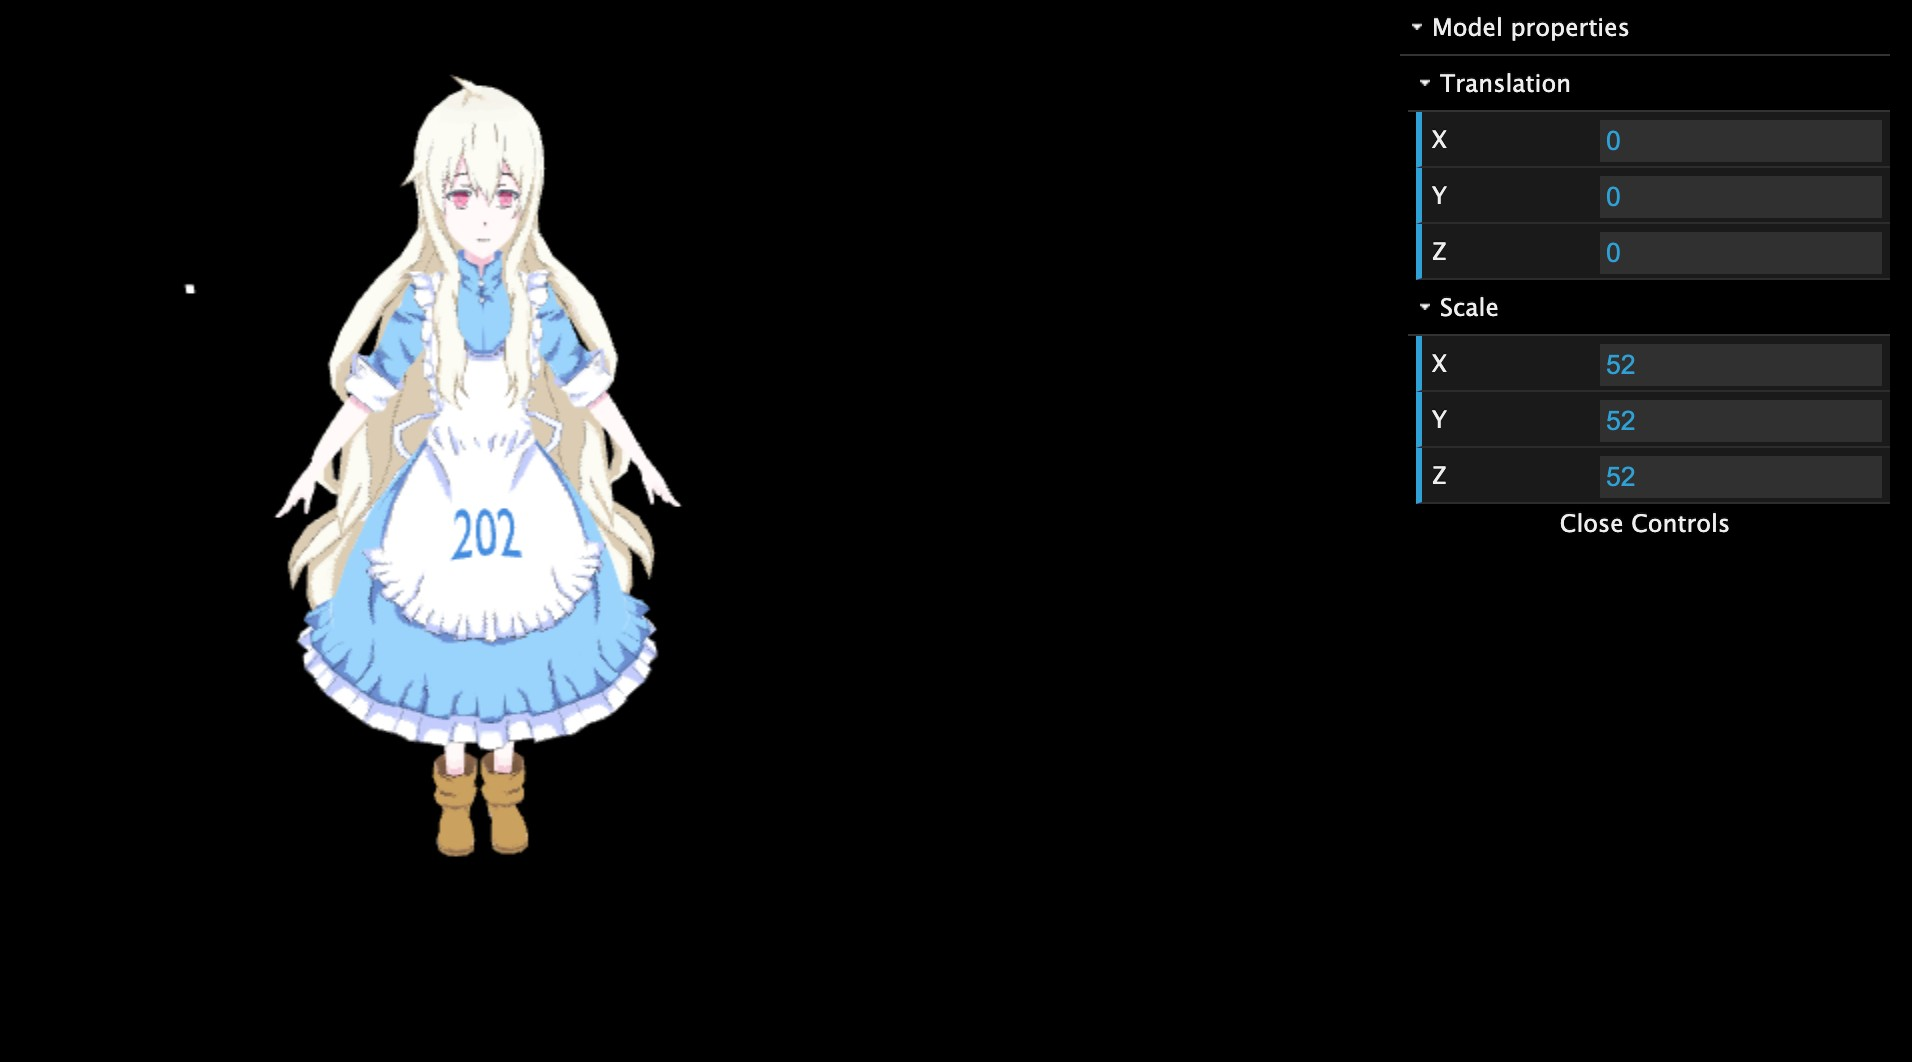 Model properties
Translation
X 0
Y 0
Z 0
Scale
X 52
Y 52
Z 52
Close Controls
202